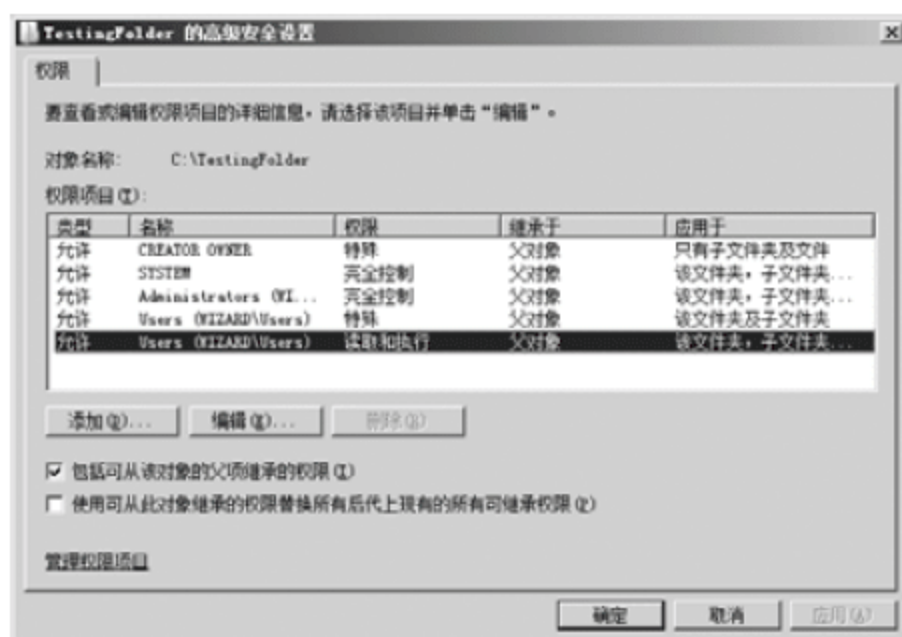 TestingFolder 的高级安全设置
权限
要查看或编辑权限项目的详细信息，请选择该项目并单击“编辑”。
对象名称: C:\TestingFolder
权限项目(T):
类型 名称 权限 继承于 应用于
允许 CREATOR OWNER 特殊 父对象 只有子文件夹及文件
允许 SYSTEM 完全控制 父对象 该文件夹，子文件夹...
允许 Administrators (WI... 完全控制 父对象 该文件夹，子文件夹...
允许 Users (WIZARD\Users) 特殊 父对象 该文件夹及子文件夹
允许 Users (WIZARD\Users) 读取和执行 父对象 该文件夹，子文件夹...
添加(D)... 编辑(E)... 删除(R)
包括可从该对象的父项继承的权限(I)
使用可从此对象继承的权限替换所有后代上现有的所有可继承权限(P)
管理权限项目
确定 取消 应用(A)